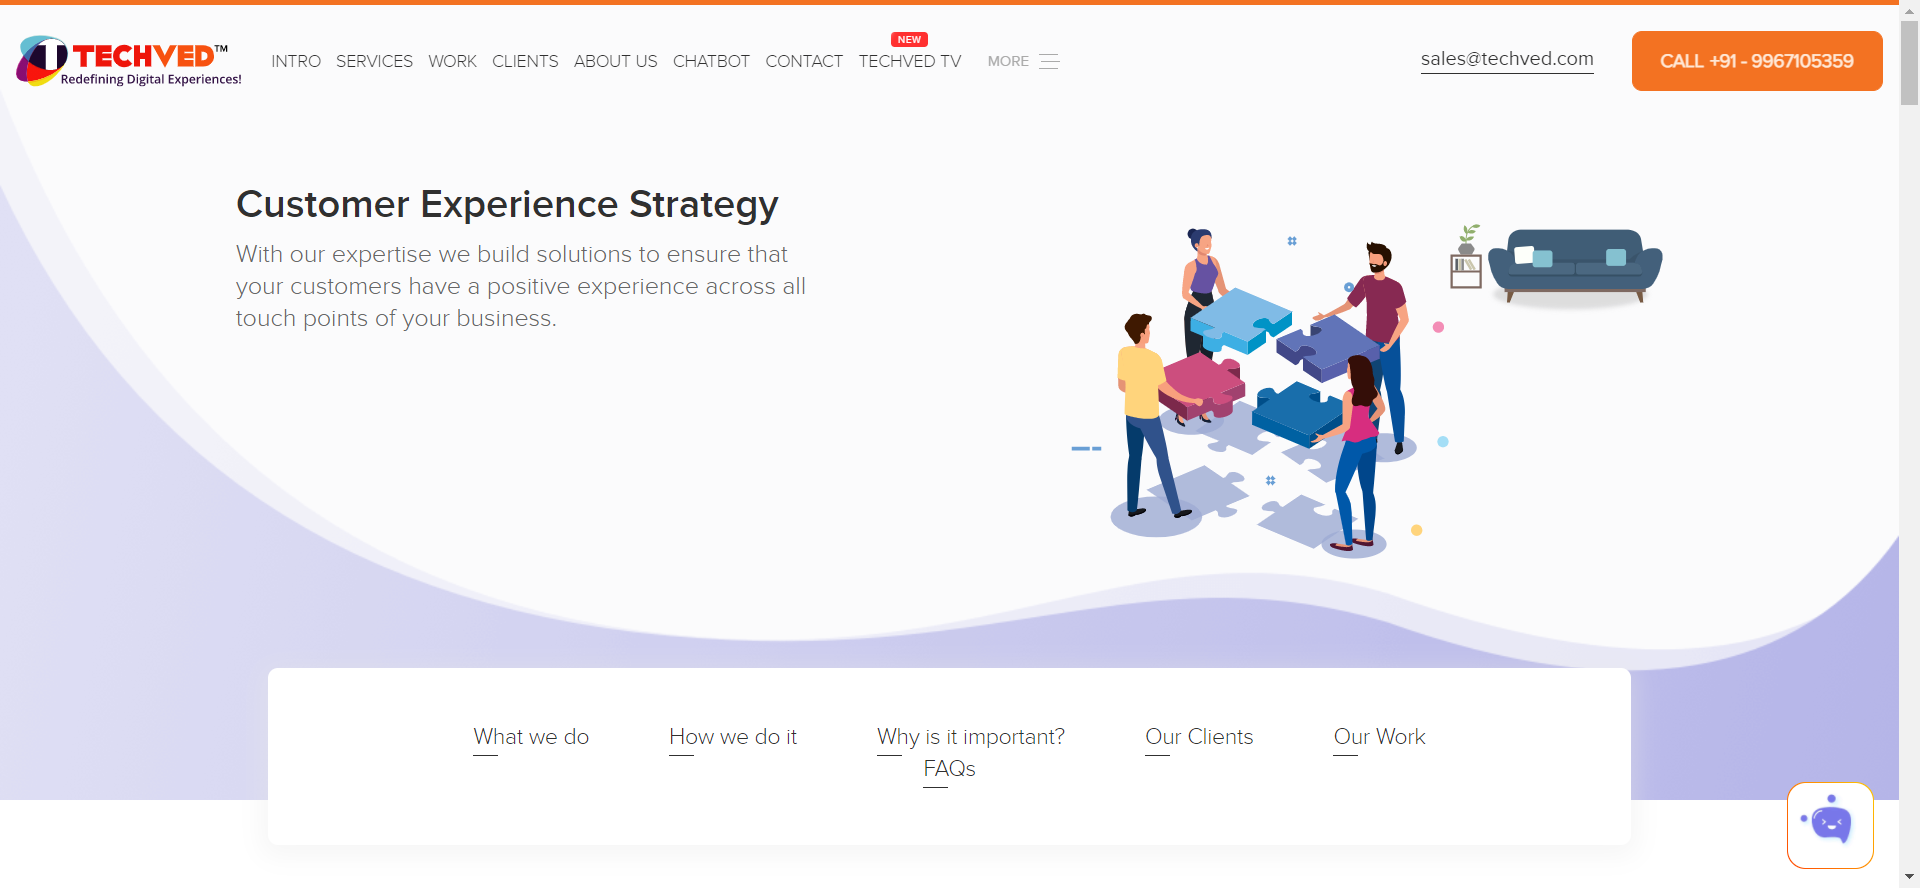 TECHVED™
Redefining Digital Experiences!
INTRO SERVICES WORK CLIENTS ABOUT US CHATBOT CONTACT TECHVED TV MORE
NEW
sales@techved.com
CALL +91 - 9967105359
Customer Experience Strategy
With our expertise we build solutions to ensure that
your customers have a positive experience across all
touch points of your business.
What we do How we do it Why is it important? Our Clients Our Work
FAQs